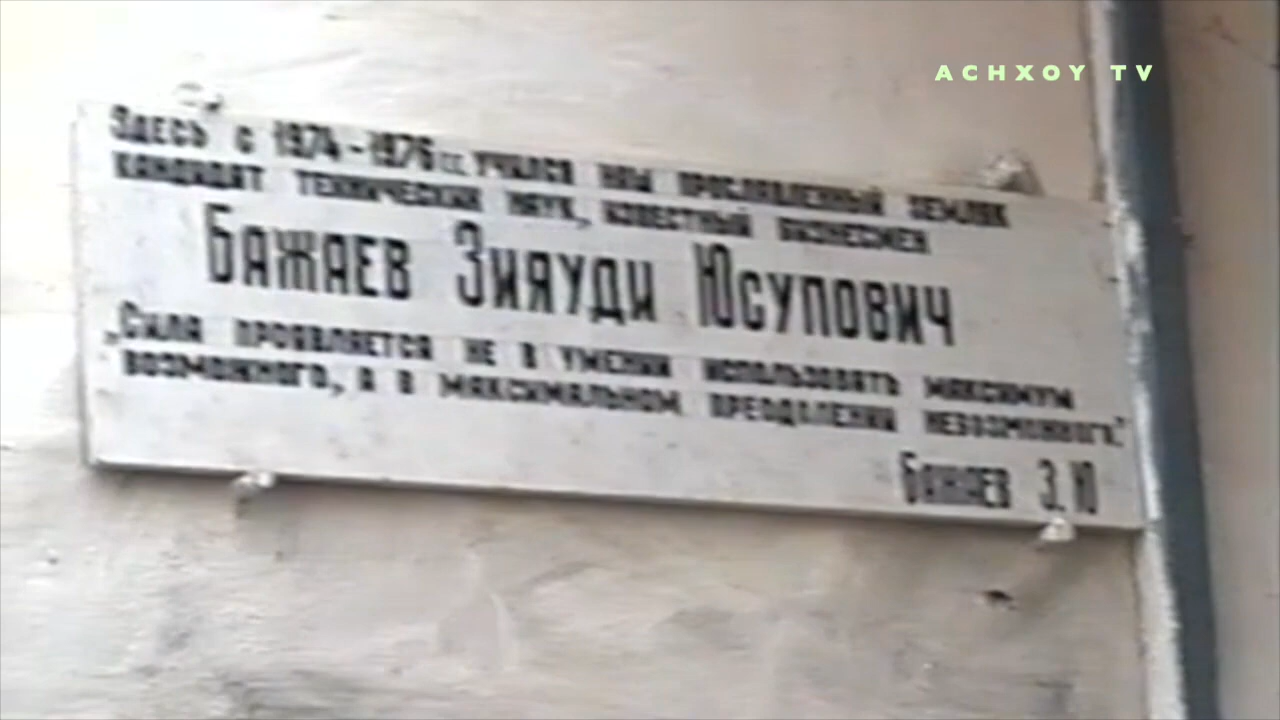 ACHXOY TV
Здесь с 1974-1976 г.г. учился наш прославленный земляк
кандидат технических наук, известный бизнесмен
Бажаев Зияуди Юсупович
„Сила проявляется не в умении использовать максимум
возможного, а в максимальном преодолении невозможного."
Бажаев З.Ю